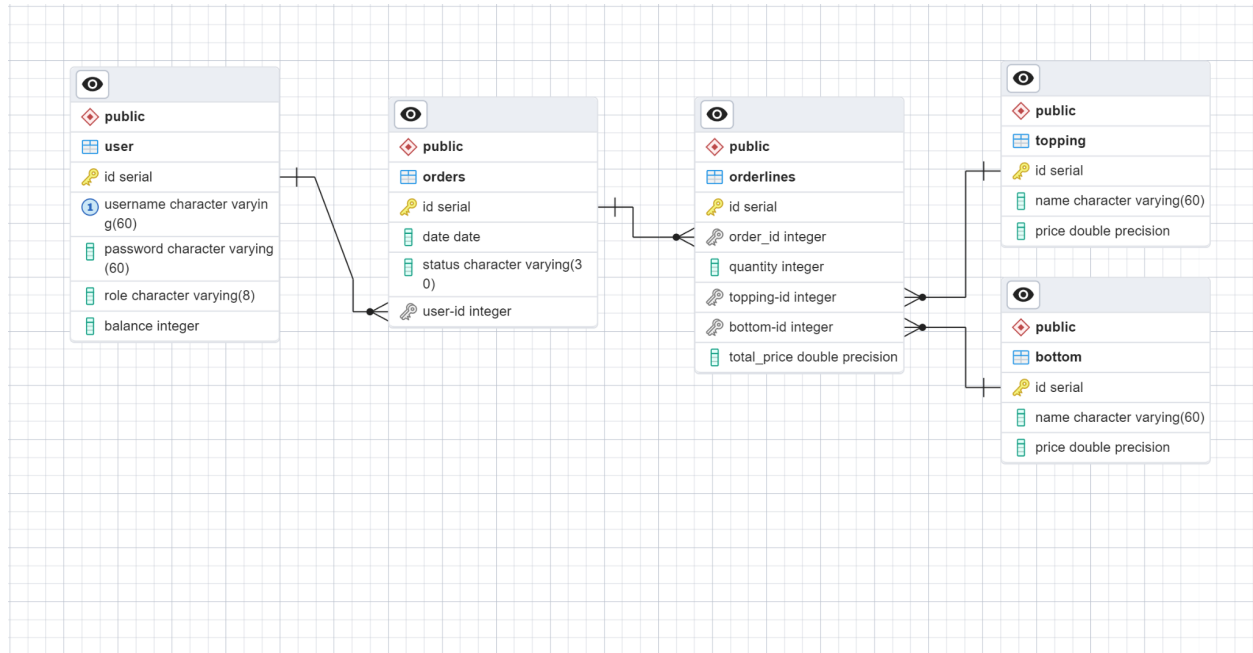 public
user
id serial
1
username character varyin
g(60)
password character varying
(60)
role character varying(8)
balance integer
public
orders
id serial
date date
status character varying(3
0)
user-id integer
public
orderlines
id serial
order_id integer
quantity integer
topping-id integer
bottom-id integer
total_price double precision
public
topping
id serial
name character varying(60)
price double precision
public
bottom
id serial
name character varying(60)
price double precision